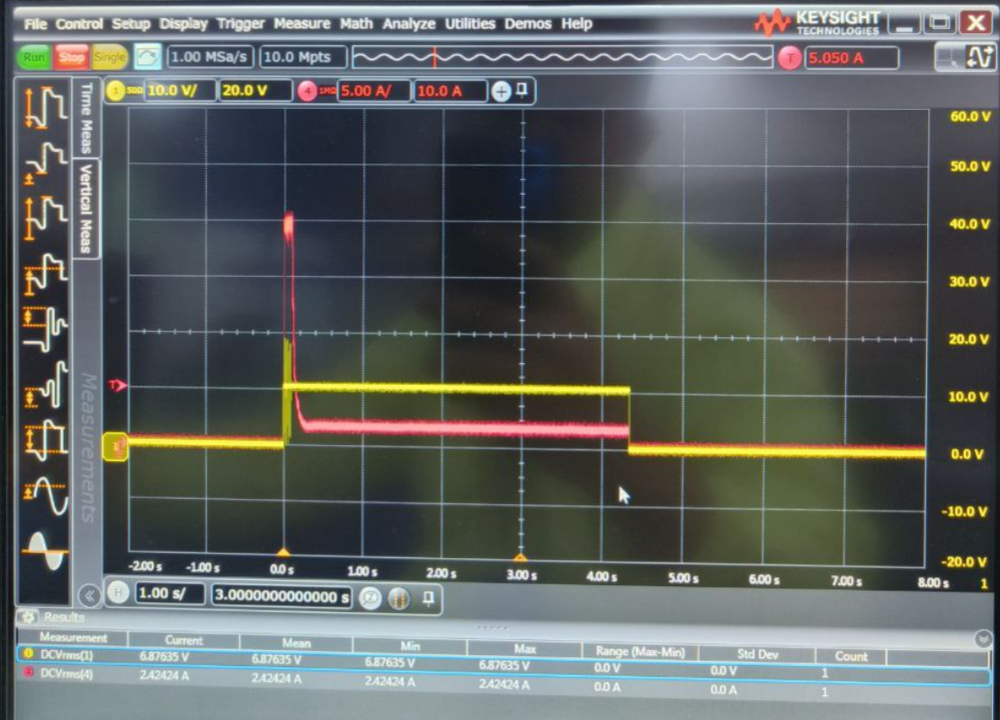 File Control Setup Display Trigger Measure Math Analyze Utilities Demos Help
KEYSIGHT
TECHNOLOGIES
Run Stop Single 1.00 MSa/s 10.0 Mpts T 5.050 A
1 50Ω 10.0 V/ 20.0 V 4 1MΩ 5.00 A/ 10.0 A
Time Meas
Vertical Meas
Measurements
60.0 V
50.0 V
40.0 V
30.0 V
20.0 V
T
10.0 V
0.0 V
-10.0 V
-20.0 V
-2.00 s -1.00 s 0.0 s 1.00 s 2.00 s 3.00 s 4.00 s 5.00 s 6.00 s 7.00 s 8.00 s 1
H 1.00 s/ 3.0000000000000 s
Results
Measurement Current Mean Min Max Range (Max-Min) Std Dev Count
DCVrms(1) 6.87635 V 6.87635 V 6.87635 V 6.87635 V 0.0 V 0.0 V 1
DCVrms(4) 2.42424 A 2.42424 A 2.42424 A 2.42424 A 0.0 A 0.0 A 1